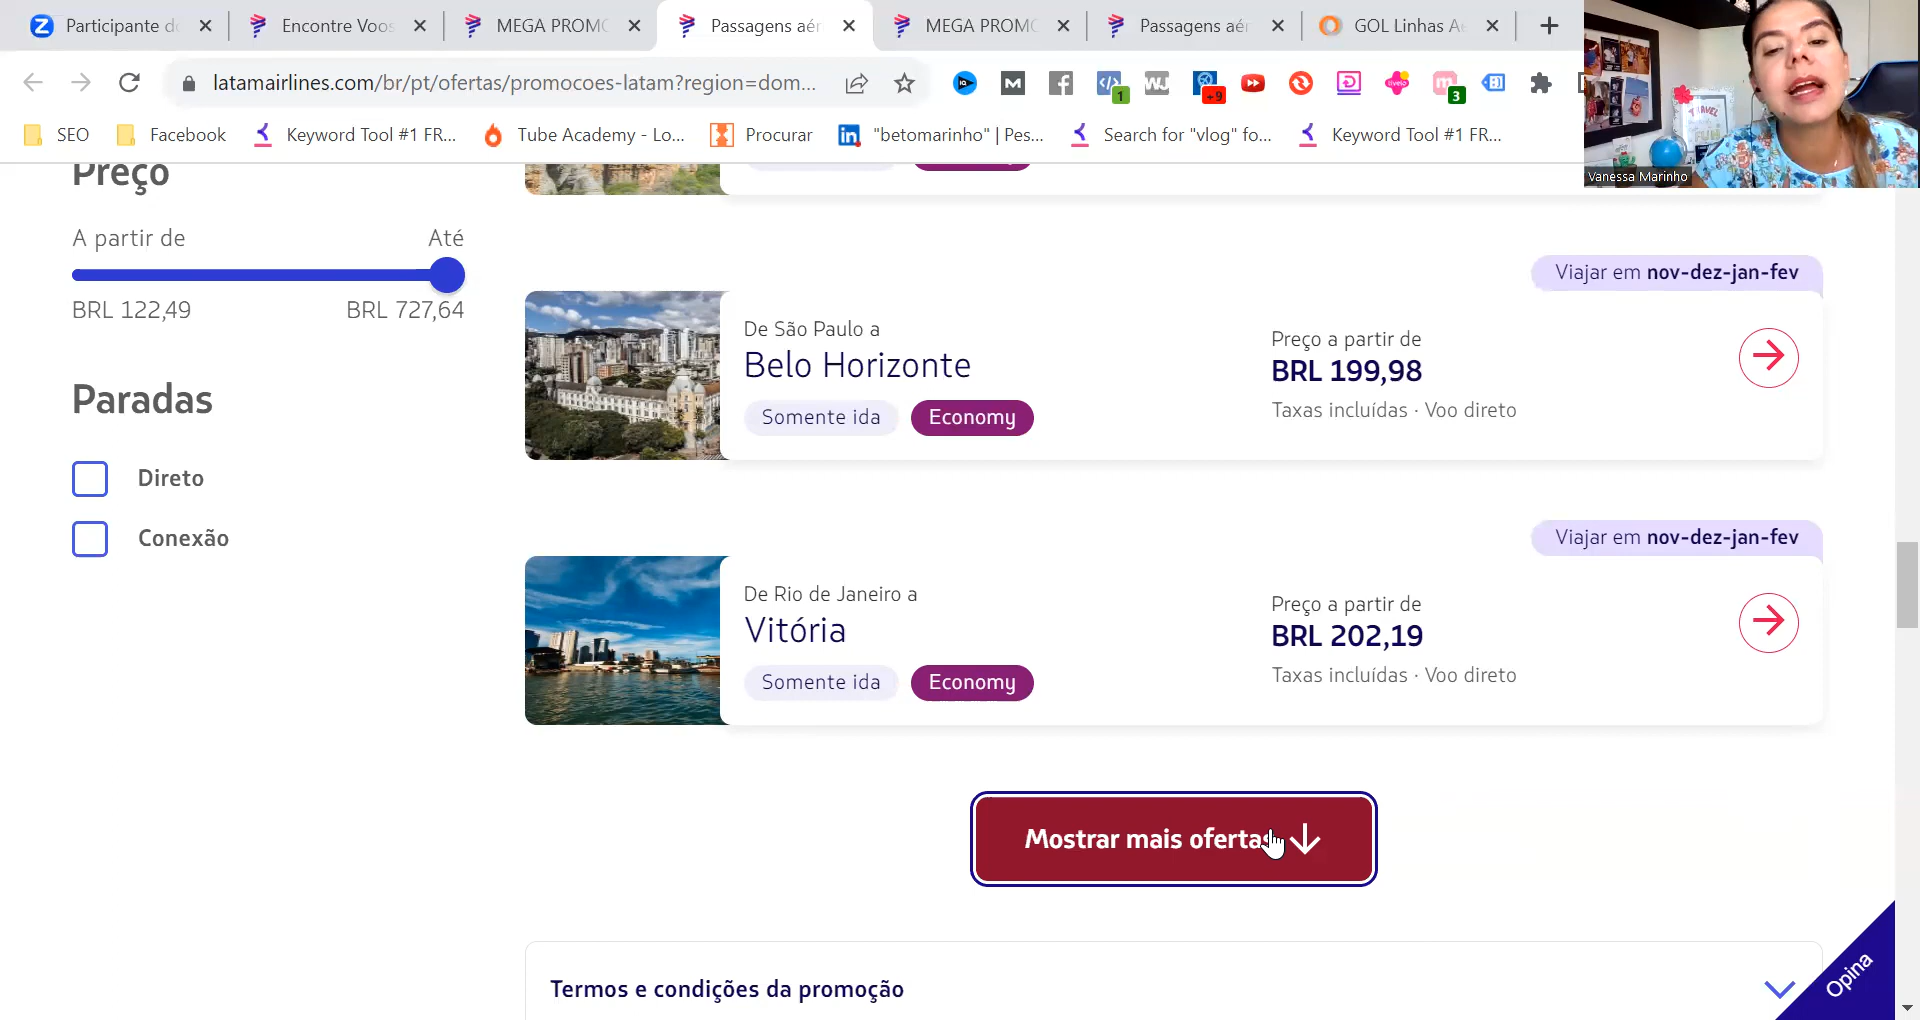 Participante d
Encontre Voos
MEGA PROMO
Passagens aér
MEGA PROMO
Passagens aér
GOL Linhas Aé
latamairlines.com/br/pt/ofertas/promocoes-latam?region=dom...
1
+9
3
SEO
Facebook
Keyword Tool #1 FR...
Tube Academy - Lo...
Procurar
"betomarinho" | Pes...
Search for "vlog" fo...
Keyword Tool #1 FR...
Vanessa Marinho
Preço
A partir de
Até
BRL 122,49
BRL 727,64
Paradas
Direto
Conexão
Viajar em nov-dez-jan-fev
De São Paulo a
Belo Horizonte
Somente ida
Economy
Preço a partir de
BRL 199,98
Taxas incluídas · Voo direto
Viajar em nov-dez-jan-fev
De Rio de Janeiro a
Vitória
Somente ida
Economy
Preço a partir de
BRL 202,19
Taxas incluídas · Voo direto
Mostrar mais ofertas
Termos e condições da promoção
Opina